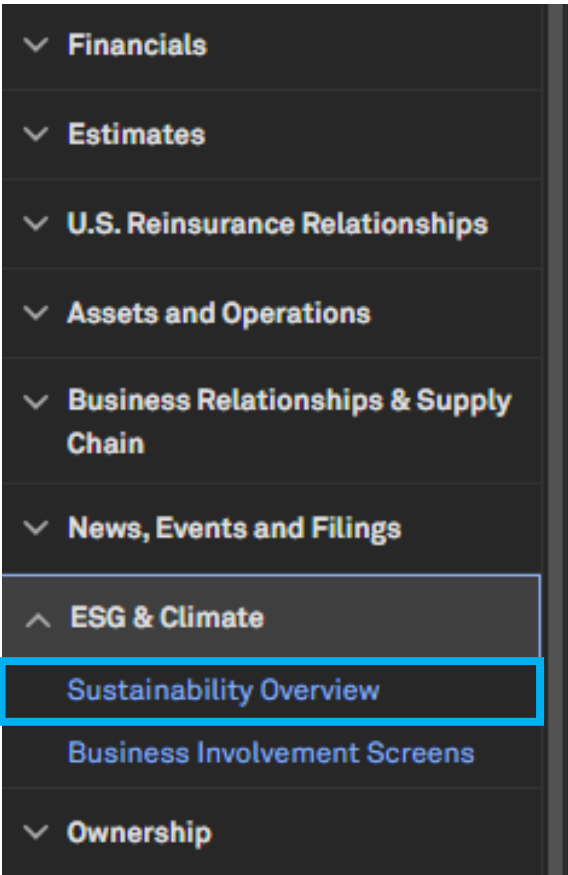 Financials
Estimates
U.S. Reinsurance Relationships
Assets and Operations
Business Relationships & Supply
Chain
News, Events and Filings
ESG & Climate
Sustainability Overview
Business Involvement Screens
Ownership